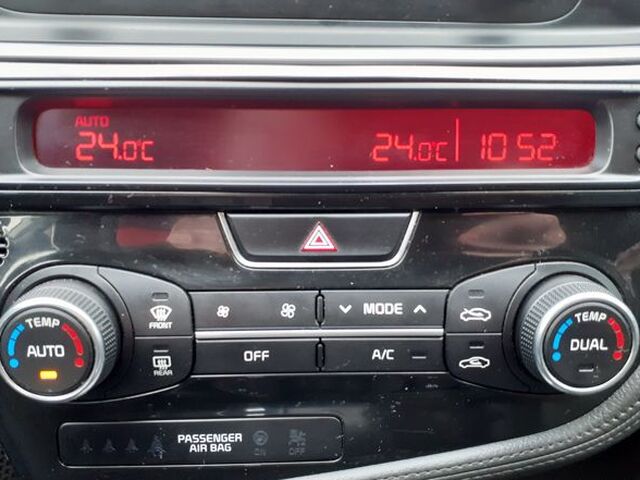 AUTO
24.0°C 24.0°C 10 52
TEMP
AUTO
FRONT
MODE
OFF
A/C
REAR
TEMP
DUAL
PASSENGER
AIR BAG
ON
OFF